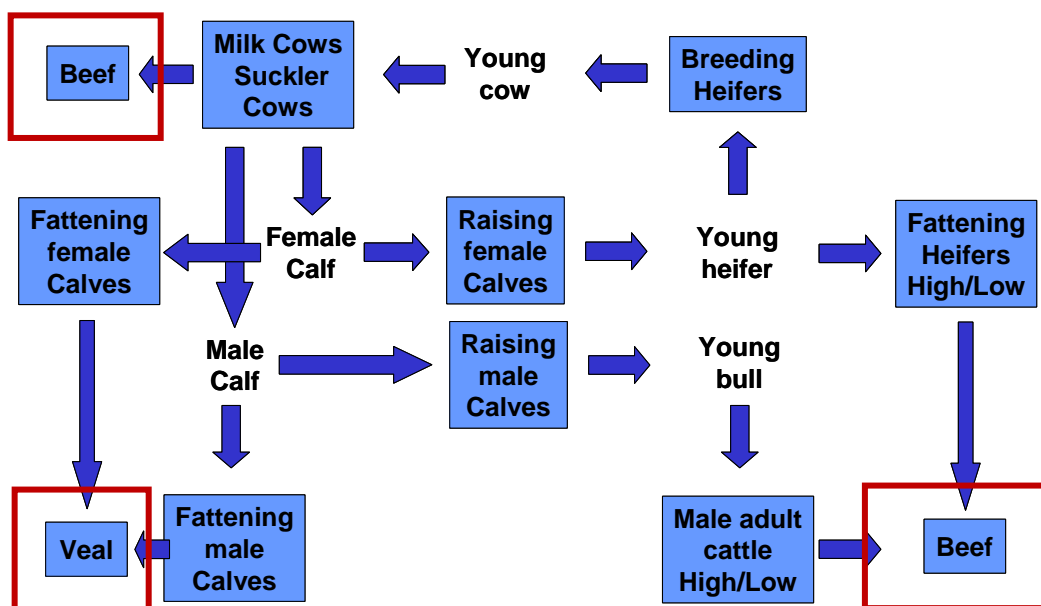 Beef
Milk Cows
Suckler
Cows
Young
cow
Breeding
Heifers
Fattening
female
Calves
Female
Calf
Raising
female
Calves
Young
heifer
Fattening
Heifers
High/Low
Male
Calf
Raising
male
Calves
Young
bull
Veal
Fattening
male
Calves
Male adult
cattle
High/Low
Beef